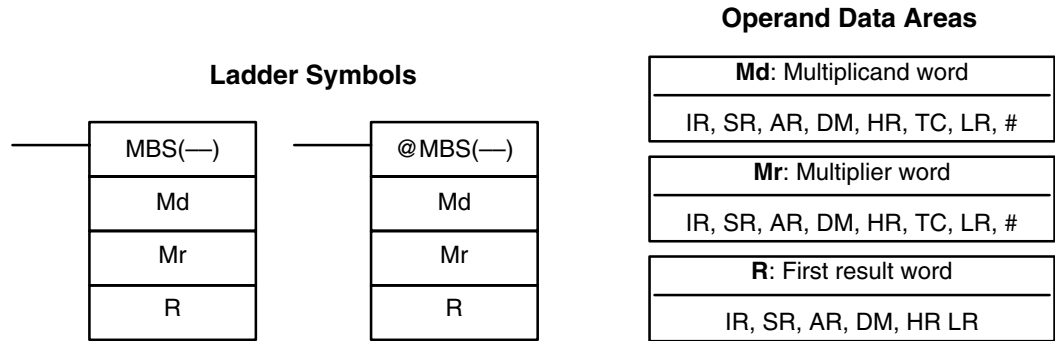 Operand Data Areas
Ladder Symbols
MBS(––)
Md
Mr
R
@MBS(––)
Md
Mr
R
Md: Multiplicand word
IR, SR, AR, DM, HR, TC, LR, #
Mr: Multiplier word
IR, SR, AR, DM, HR, TC, LR, #
R: First result word
IR, SR, AR, DM, HR LR